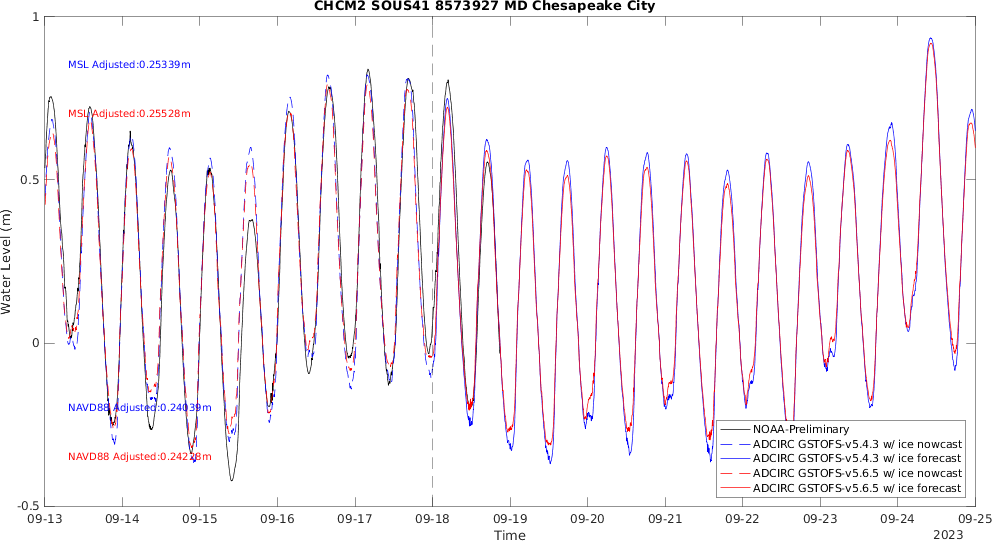 CHCM2 SOUS41 8573927 MD Chesapeake City
1
MSL Adjusted:0.25339m
MSL Adjusted:0.25528m
0.5
Water Level (m)
0
NAVD88 Adjusted:0.24039m
NAVD88 Adjusted:0.24228m
-0.5
NOAA-Preliminary
ADCIRC GSTOFS-v5.4.3 w/ ice nowcast
ADCIRC GSTOFS-v5.4.3 w/ ice forecast
ADCIRC GSTOFS-v5.6.5 w/ ice nowcast
ADCIRC GSTOFS-v5.6.5 w/ ice forecast
09-13 09-14 09-15 09-16 09-17 09-18 09-19 09-20 09-21 09-22 09-23 09-24 09-25
Time
2023